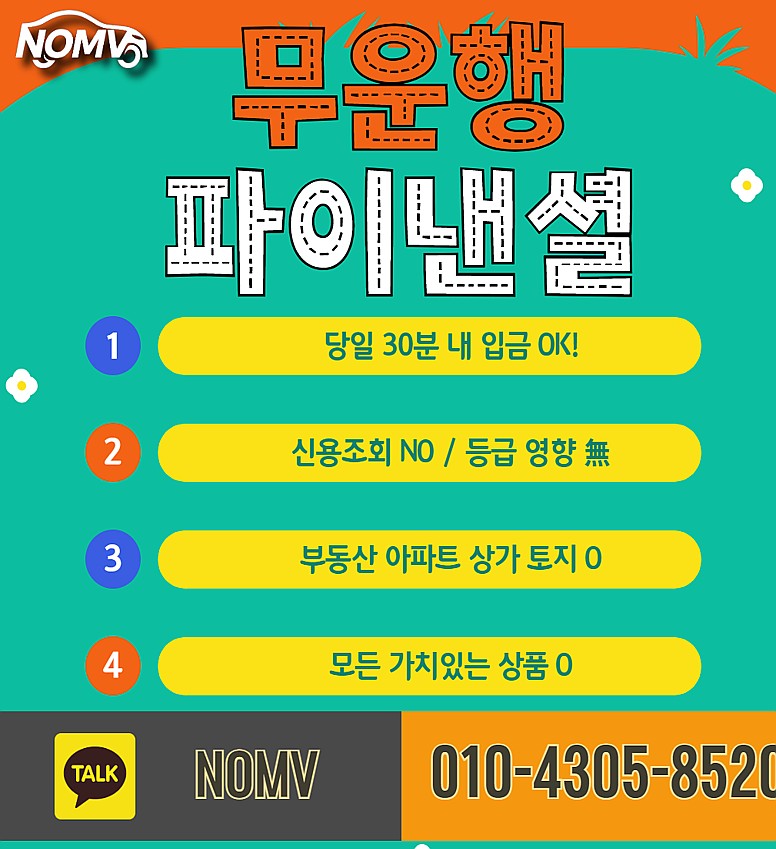 NOMV
무운행
파이낸셜
1 당일 30분 내 입금 OK!
2 신용조회 NO / 등급 영향 無
3 부동산 아파트 상가 토지 O
4 모든 가치있는 상품 O
TALK NOMV 010-4305-8520